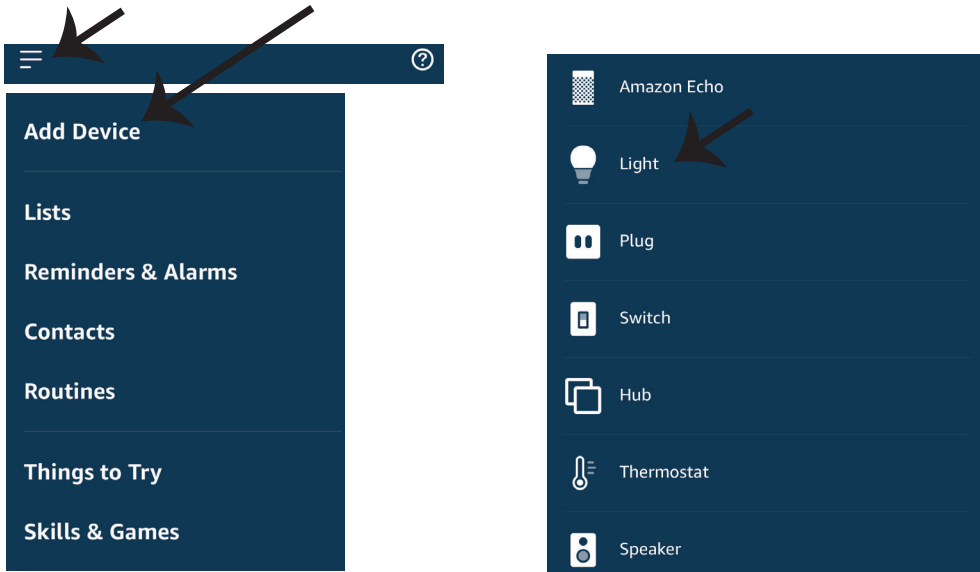 ?
Add Device
Lists
Reminders & Alarms
Contacts
Routines
Things to Try
Skills & Games
Amazon Echo
Light
Plug
Switch
Hub
Thermostat
Speaker